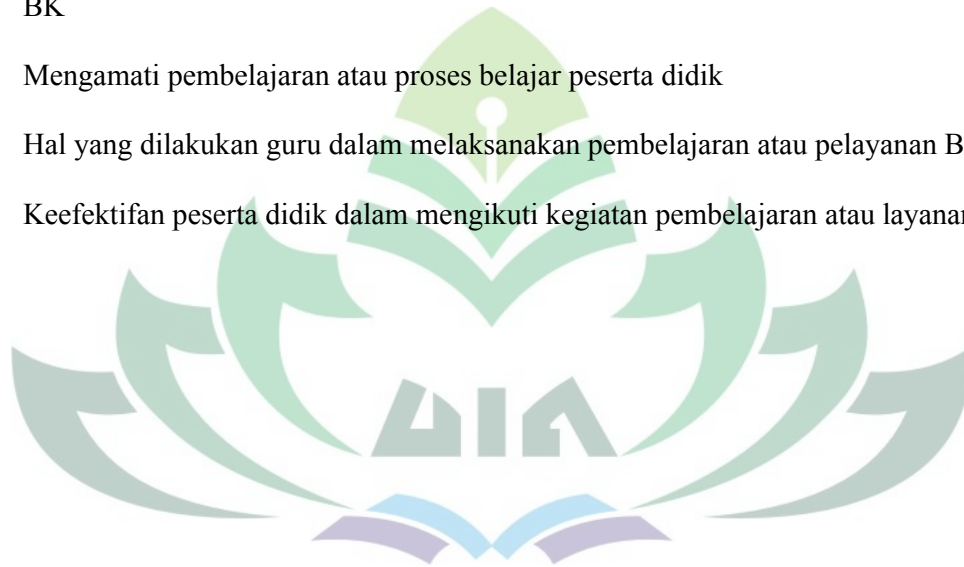 BK
Mengamati pembelajaran atau proses belajar peserta didik
Hal yang dilakukan guru dalam melaksanakan pembelajaran atau pelayanan B
Keefektifan peserta didik dalam mengikuti kegiatan pembelajaran atau layanan
UIN